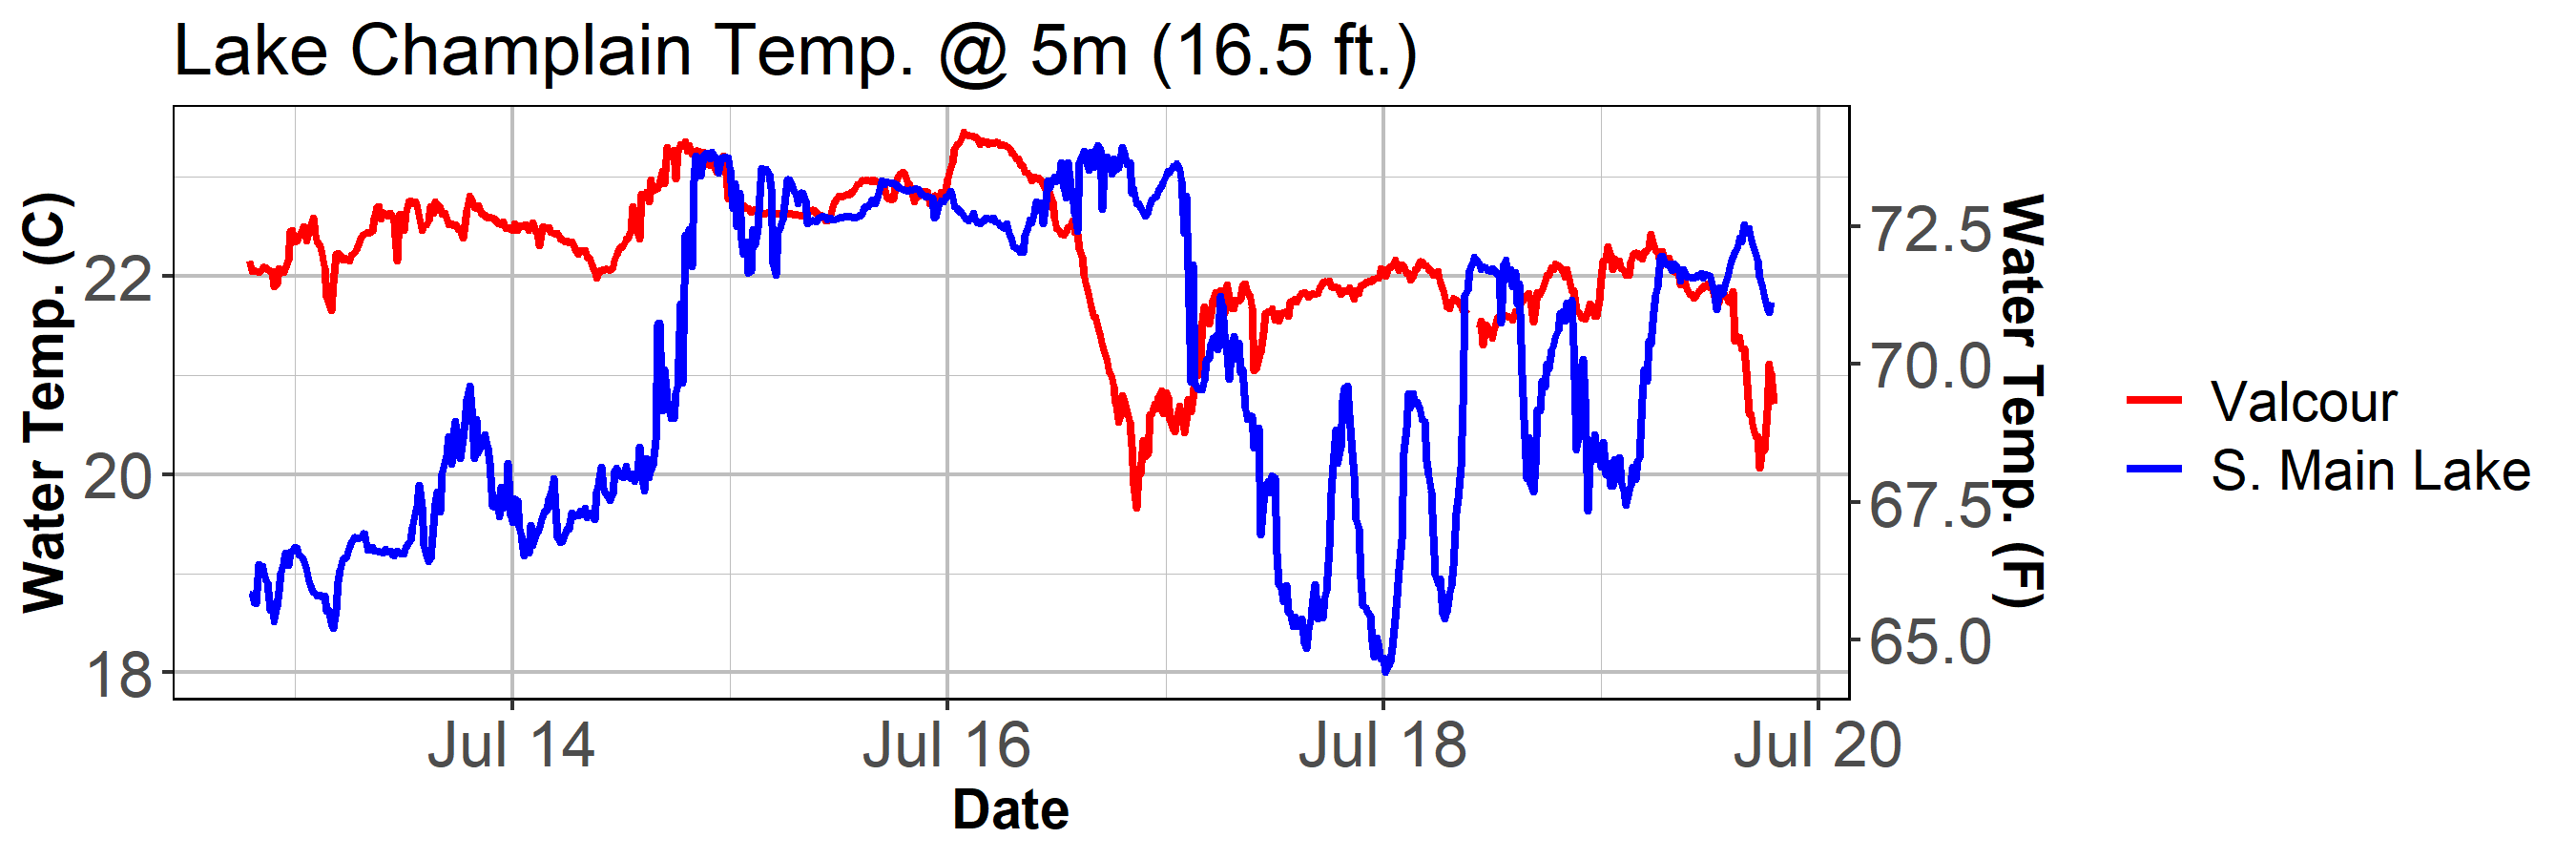 Lake Champlain Temp. @ 5m (16.5 ft.)
Water Temp. (C)
22
20
18
72.5
70.0
67.5
65.0
Water Temp. (F)
Jul 14
Jul 16
Jul 18
Jul 20
Date
Valcour
S. Main Lake